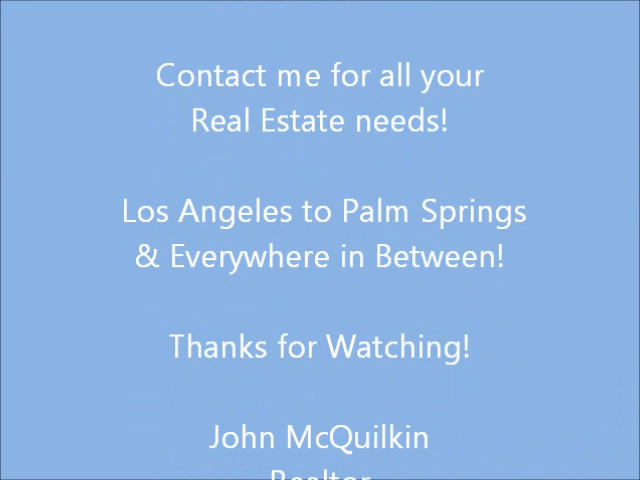 Contact me for all your
Real Estate needs!
Los Angeles to Palm Springs
& Everywhere in Between!
Thanks for Watching!
John McQuilkin
Realtor